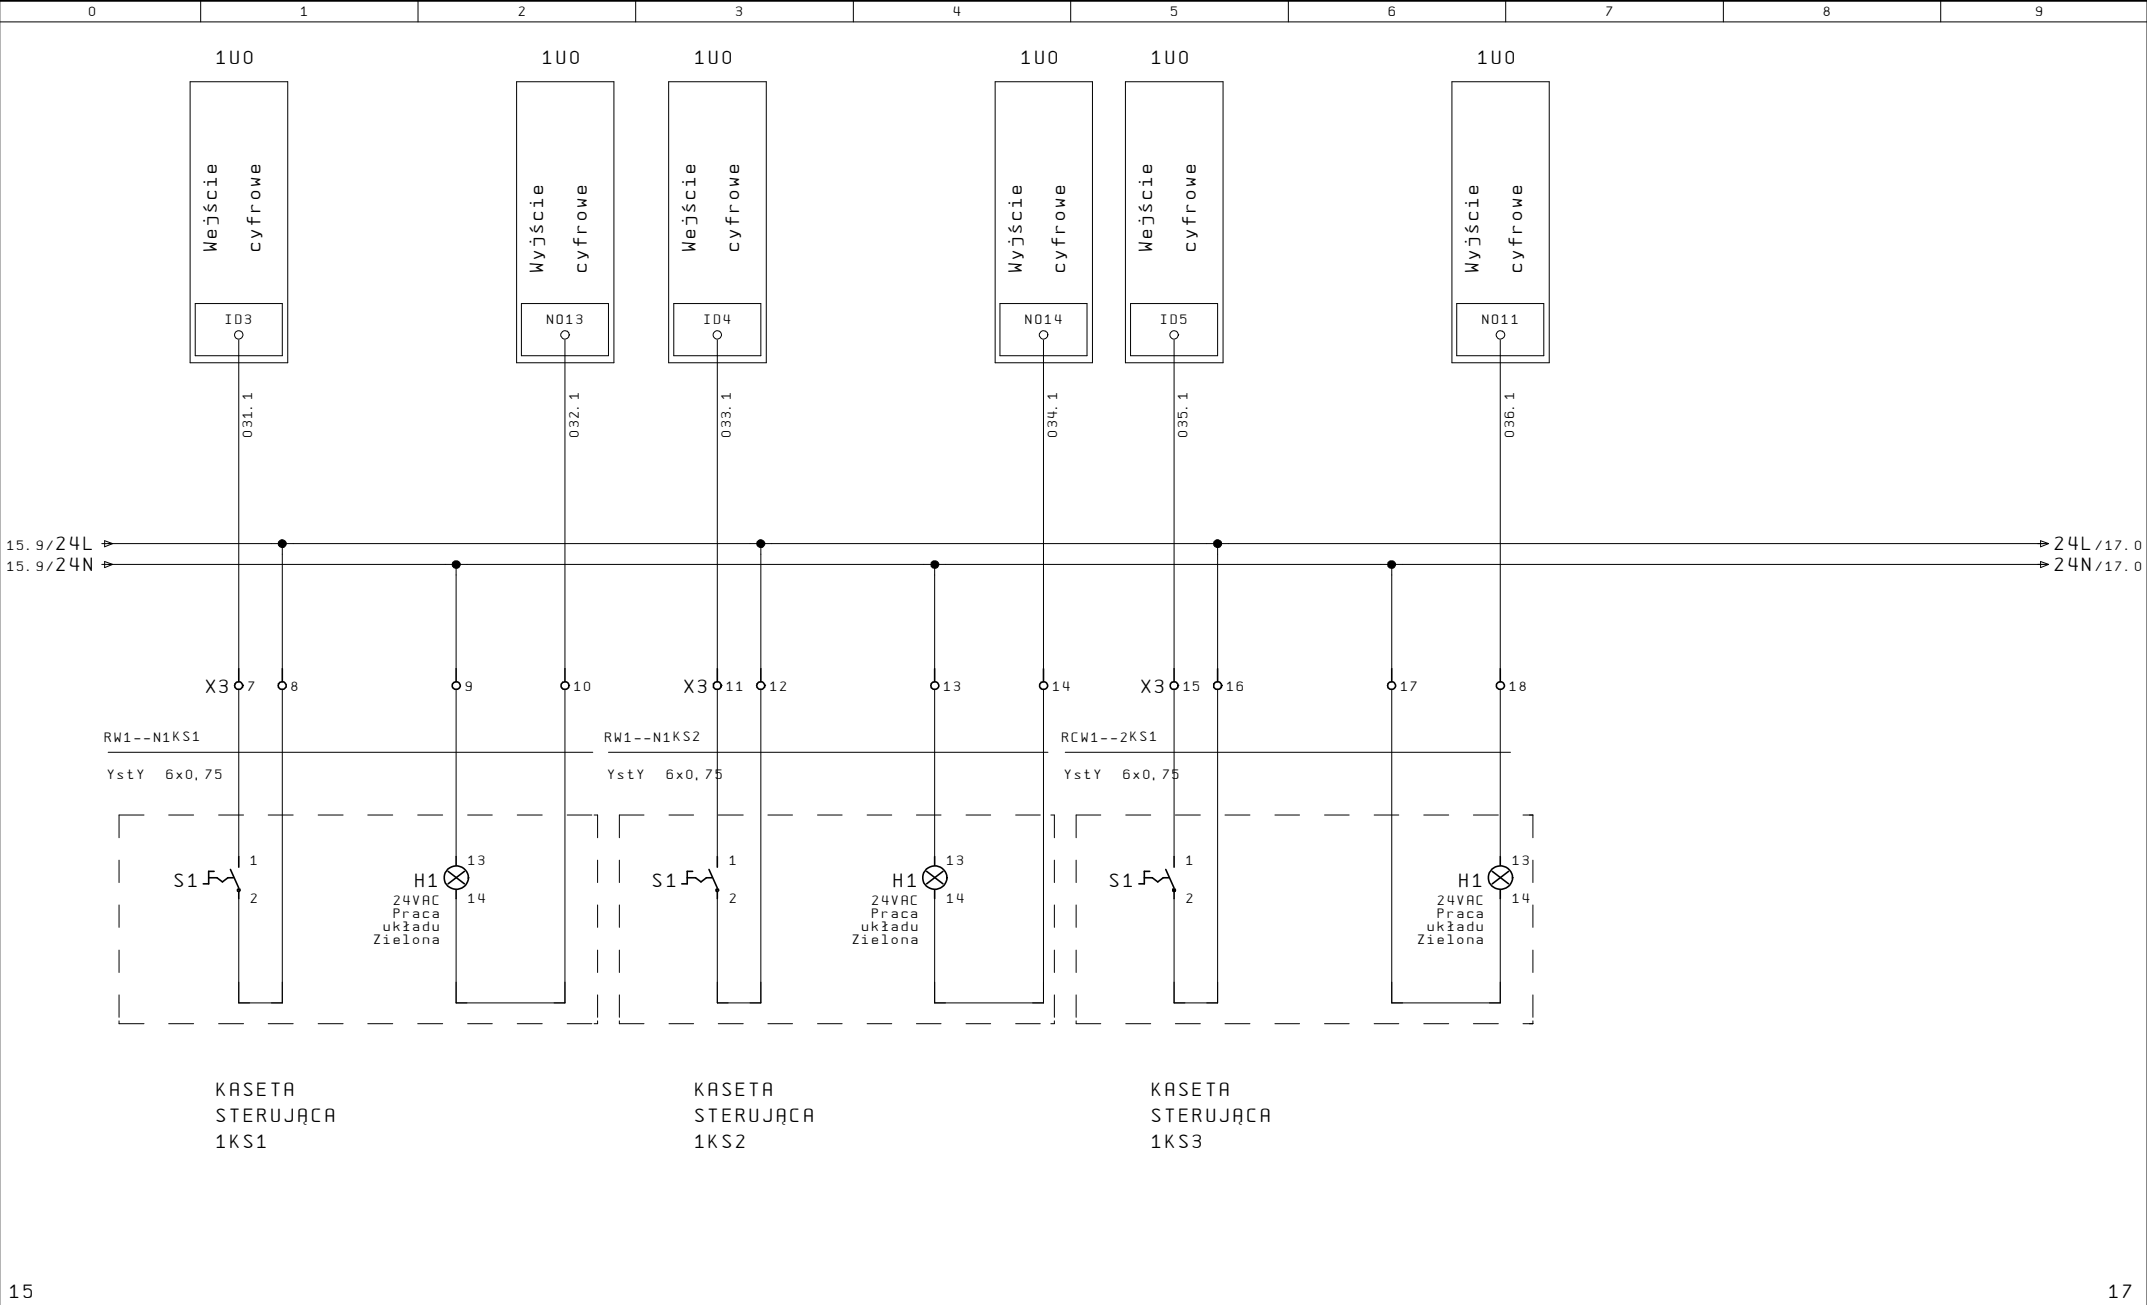 0 1 2 3 4 5 6 7 8 9
1U0 1U0 1U0 1U0 1U0 1U0
Wejście
cyfrowe
Wyjście
cyfrowe
Wejście
cyfrowe
Wyjście
cyfrowe
Wejście
cyfrowe
Wyjście
cyfrowe
ID3 NO13 ID4 NO14 ID5 NO11
031.1 032.1 033.1 034.1 035.1 036.1
15.9/24L 24L/17.0
15.9/24N 24N/17.0
X3 7 8 9 10 X3 11 12 13 14 X3 15 16 17 18
RW1--N1KS1 RW1--N1KS2 RCW1--2KS1
YstY 6x0,75 YstY 6x0,75 YstY 6x0,75
1 13 1 13 1 13
S1 H1 S1 H1 S1 H1
2 14 2 14 2 14
24VAC 24VAC 24VAC
Praca Praca Praca
układu układu układu
Zielona Zielona Zielona
KASETA KASETA KASETA
STERUJĄCA STERUJĄCA STERUJĄCA
1KS1 1KS2 1KS3
15 17